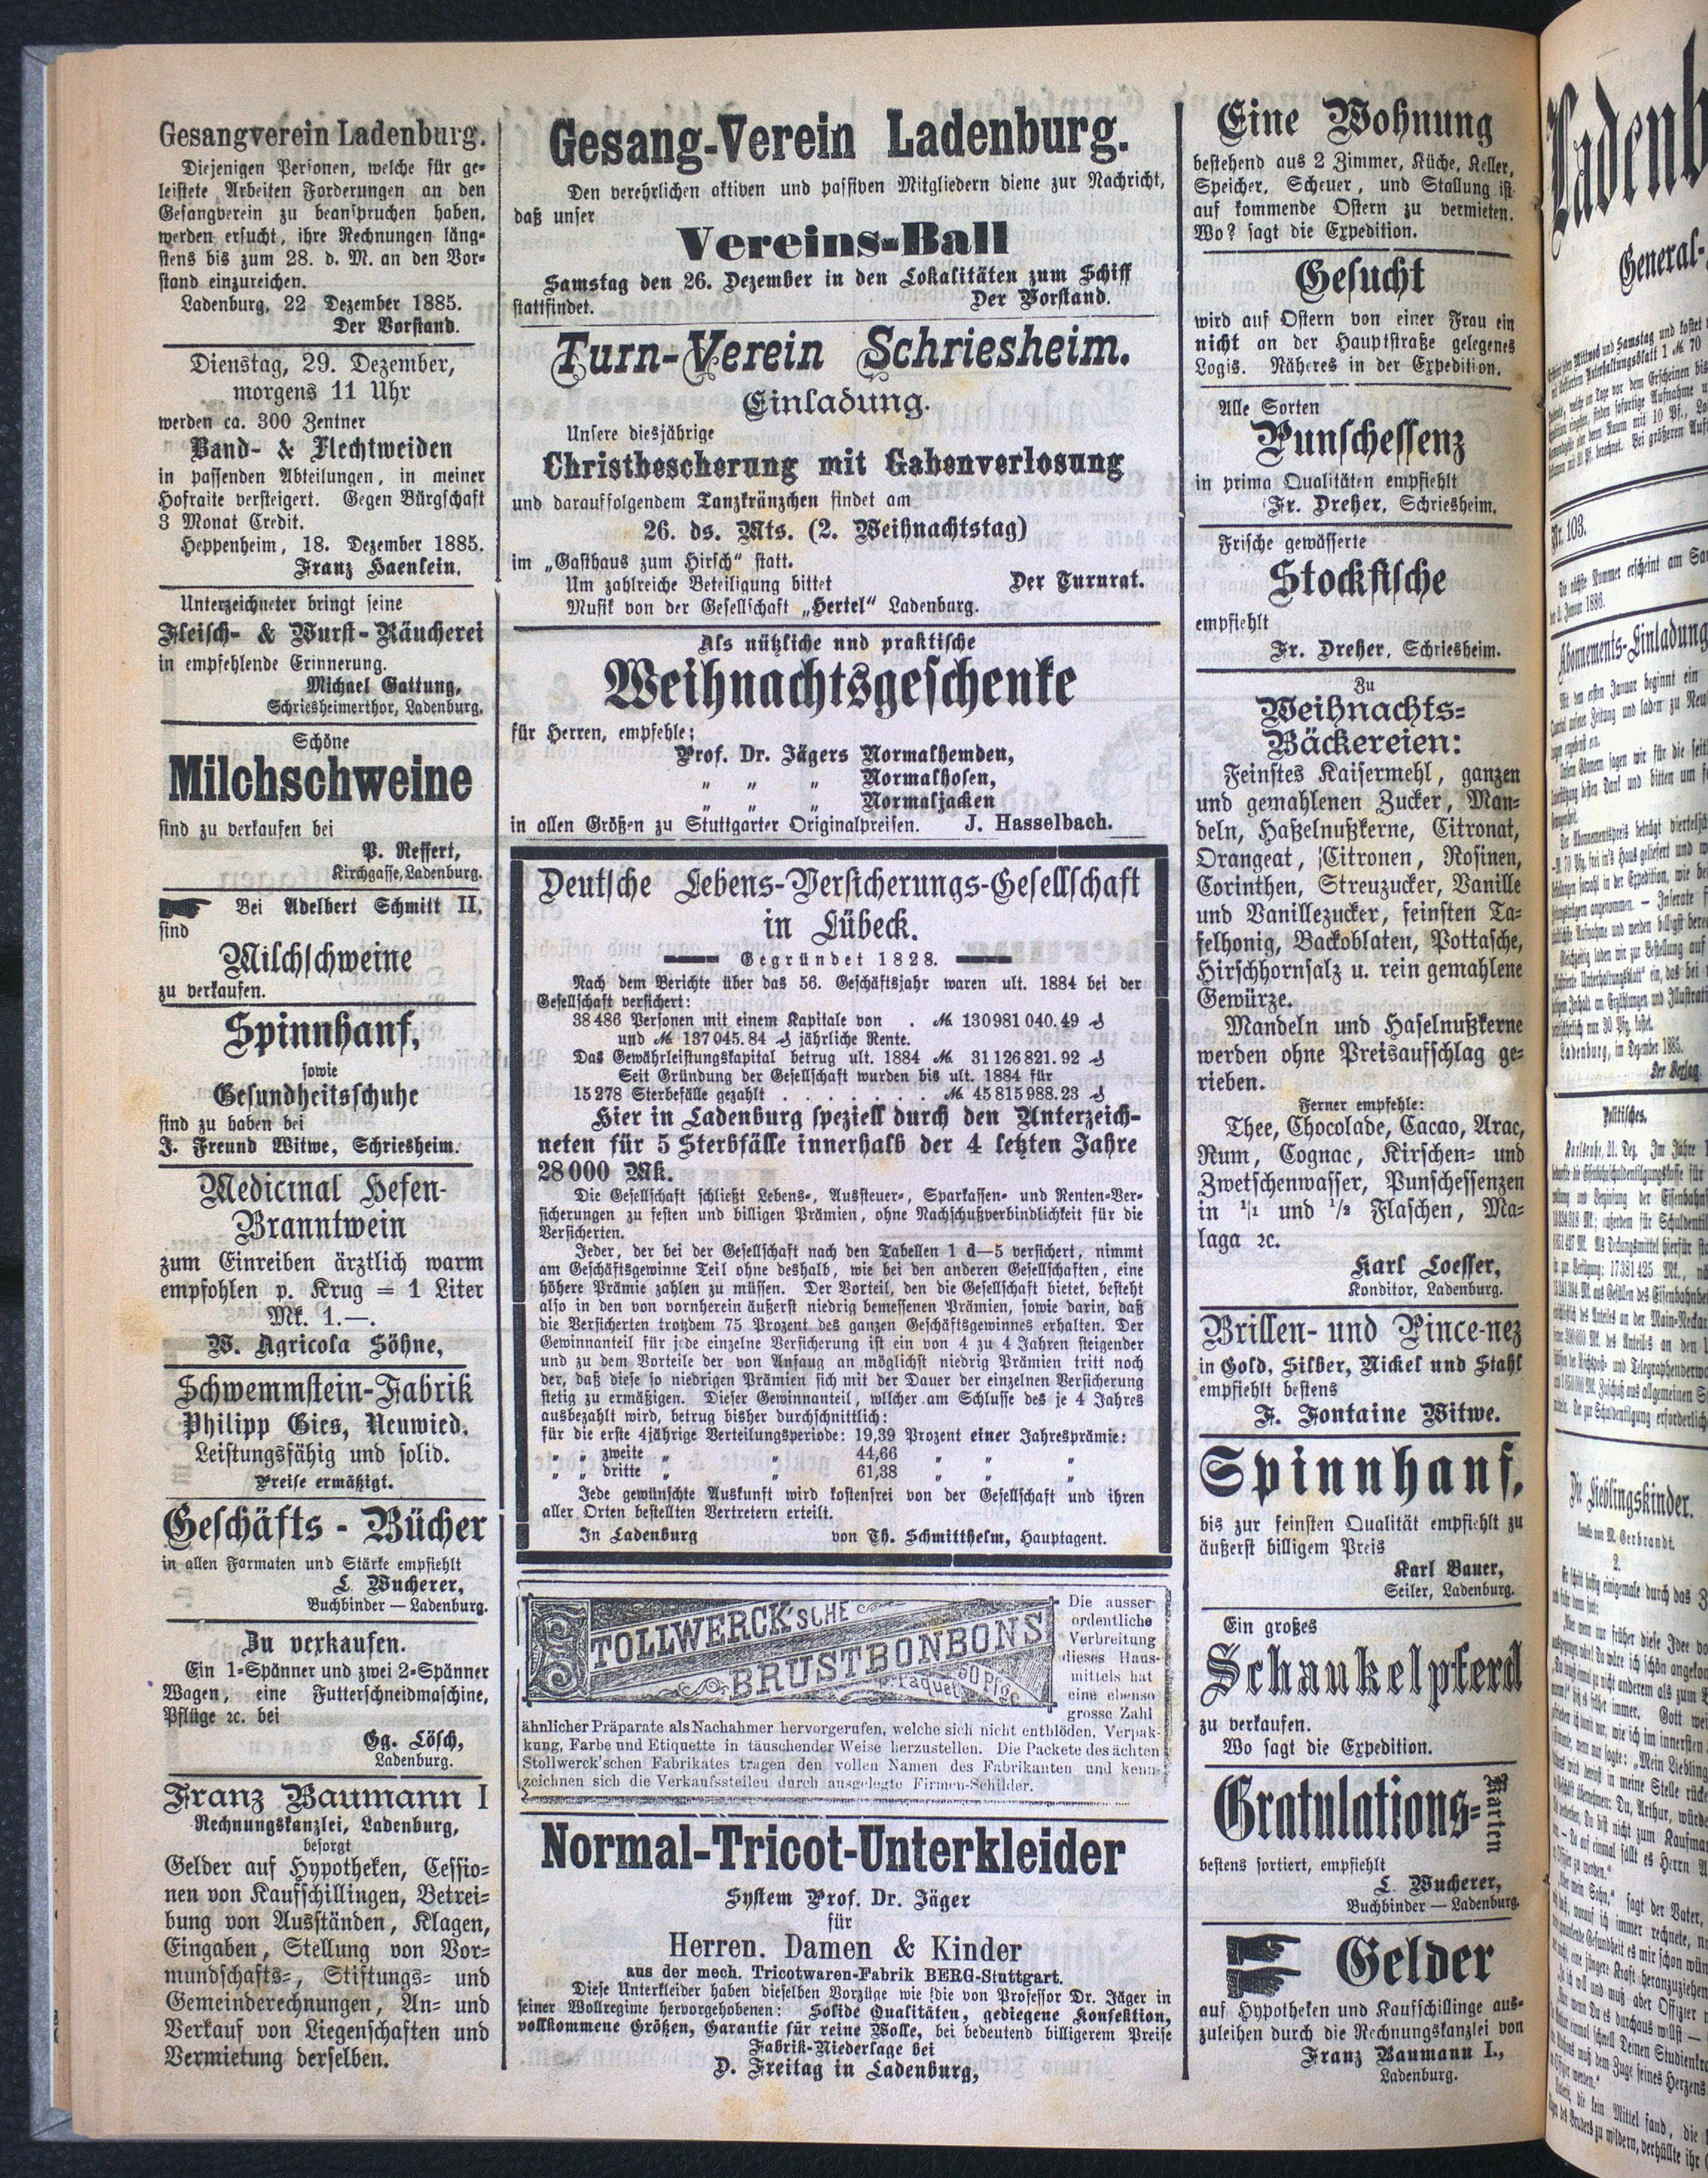 Gesangverein Ladenburg.
Diejenigen Personen, welche für ge-
leistete Arbeiten Forderungen an den
Gesangverein zu beanspruchen haben,
werden ersucht, ihre Rechnungen läng-
stens bis zum 28. d. M. an den Vor-
stand einzureichen.
Ladenburg, 22 Dezember 1885.
Der Vorstand.
Dienstag, 29. Dezember,
morgens 11 Uhr
werden ca. 300 Zentner
Band- & Flechtweiden
in passenden Abteilungen, in meiner
Hofraite versteigert. Gegen Bürgschaft
3 Monat Credit.
Heppenheim, 18. Dezember 1885.
Franz Haenlein.
Unterzeichneter bringt seine
Fleisch- & Wurst-Räucherei
in empfehlende Erinnerung.
Michael Gattung,
Schriesheimerthor, Ladenburg.
Schöne
Milchschweine
sind zu verkaufen bei
P. Reffert,
Kirchgasse, Ladenburg.
Bei Adelbert Schmitt II.
sind
Milchschweine
zu verkaufen.
Spinnhanf,
sowie
Gesundheitsschuhe
sind zu haben bei
J. Freund Witwe, Schriesheim.
Medicinal Hefen-
Branntwein
zum Einreiben ärztlich warm
empfohlen p. Krug = 1 Liter
Mk. 1.—.
W. Agricola Söhne,
Schwemmstein-Fabrik
Philipp Gies, Neuwied.
Leistungsfähig und solid.
Preise ermäßigt.
Geschäfts - Bücher
in allen Formaten und Stärke empfiehlt
L. Wucherer,
Buchbinder — Ladenburg.
Zu verkaufen.
Ein 1-Spänner und zwei 2-Spänner
Wagen, eine Futterschneidmaschine,
Pflüge ꝛc. bei
Gg. Lösch,
Ladenburg.
Franz Baumann I
Rechnungskanzlei, Ladenburg,
besorgt
Gelder auf Hypotheken, Cessio-
nen von Kaufschillingen, Betrei-
bung von Ausständen, Klagen,
Eingaben, Stellung von Vor-
mundschafts-, Stiftungs- und
Gemeinderechnungen, An- und
Verkauf von Liegenschaften und
Vermietung derselben.
Gesang-Verein Ladenburg.
Den verehrlichen aktiven und passiven Mitgliedern diene zur Nachricht,
daß unser
Vereins-Ball
Samstag den 26. Dezember in den Lokalitäten zum Schiff
stattfindet. Der Vorstand.
Turn-Verein Schriesheim.
Einladung.
Unsere diesjährige
Christbescherung mit Gabenverlosung
und darauffolgendem Tanzkränzchen findet am
26. ds. Mts. (2. Weihnachtstag)
im „Gasthaus zum Hirsch“ statt.
Um zahlreiche Beteiligung bittet Der Turnrat.
Musik von der Gesellschaft „Hertel“ Ladenburg.
Als nützliche nnd praktische
Weihnachtsgeschenke
für Herren, empfehle:
Prof. Dr. Jägers Normalhemden,
„ „ „ Normalhosen,
„ „ „ Normaljacken
in allen Größen zu Stuttgarter Originalpreisen. J. Hasselbach.
Deutsche Lebens-Versicherungs-Gesellschaft
in Lübeck.
Gegründet 1828.
Nach dem Berichte über das 56. Geschäftsjahr waren ult. 1884 bei der
Gesellschaft versichert:
38486 Personen mit einem Kapitale von . M. 130981040.49 ₰
und M. 137045.84 ₰ jährliche Rente.
Das Gewährleistungskapital betrug ult. 1884 M. 31126821.92 ₰
Seit Gründung der Gesellschaft wurden bis ult. 1884 für
15278 Sterbefälle gezahlt . . . . . . M. 45815988.23 ₰
Hier in Ladenburg speziell durch den Unterzeich-
neten für 5 Sterbfälle innerhalb der 4 letzten Jahre
28000 Mk.
Die Gesellschaft schließt Lebens-, Aussteuer-, Sparkassen- und Renten-Ver-
sicherungen zu festen und billigen Prämien, ohne Nachschußverbindlichkeit für die
Versicherten.
Jeder, der bei der Gesellschaft nach den Tabellen 1 d—5 versichert, nimmt
am Geschäftsgewinne Teil ohne deshalb, wie bei den anderen Gesellschaften, eine
höhere Prämie zahlen zu müssen. Der Vorteil, den die Gesellschaft bietet, besteht
also in den von vornherein äußerst niedrig bemessenen Prämien, sowie darin, daß
die Versicherten trotzdem 75 Prozent des ganzen Geschäftsgewinnes erhalten. Der
Gewinnanteil für jede einzelne Versicherung ist ein von 4 zu 4 Jahren steigender
und zu dem Vorteile der von Anfaug an möglichst niedrig Prämien tritt noch
der, daß diese so niedrigen Prämien sich mit der Dauer der einzelnen Versicherung
stetig zu ermäßigen. Dieser Gewinnanteil, wllcher am Schlusse des je 4 Jahres
ausbezahlt wird, betrug bisher durchschnittlich:
für die erste 4jährige Verteilungsperiode: 19,39 Prozent einer Jahresprämie:
„ „ zweite „ „ 44,66 „ „ „
„ „ dritte „ „ 61,38 „ „ „
Jede gewünschte Auskunft wird kostensrei von der Gesellschaft und ihren
aller Orten bestellten Vertretern erteilt.
In Ladenburg von Th. Schmitthelm, Hauptagent.
STOLLWERCK'SCHE
BRUSTBONBONS
Paquet 50 Pfge
Die ausser-
ordentliche
Verbreitung
dieses Haus-
mittels hat
eine ebenso
grosse Zahl
ähnlicher Präparate als Nachahmer hervorgerufen, welche sich nicht entblöden, Verpak-
kung, Farbe und Etiquette in täuschender Weise herzustellen. Die Packete des ächten
Stollwerck'schen Fabrikates tragen den vollen Namen des Fabrikanten und kenn-
zeichnen sich die Verkaufsstellen durch ausgelegte Firmen-Schilder.
Normal-Tricot-Unterkleider
System Prof. Dr. Jäger
für
Herren. Damen & Kinder
aus der mech. Tricotwaren-Fabrik BERG-Stuttgart.
Diese Unterkleider haben dieselben Vorzüge wie die von Professor Dr. Jäger in
seiner Wollregime hervorgehobenen: Solide Qualitäten, gediegene Konfektion,
vollkommene Größen, Garantie für reine Wolle, bei bedeutend billigerem Preise
Fabrik-Niederlage bei
D. Freitag in Ladenburg,
Eine Wohnung
bestehend aus 2 Zimmer, Küche, Keller,
Speicher, Scheuer, und Stallung ist
auf kommende Ostern zu vermieten.
Wo? sagt die Expedition.
Gesucht
wird auf Ostern von einer Frau ein
nicht an der Hauptstraße gelegenes
Logis. Näheres in der Expedition.
Alle Sorten
Punschessenz
in prima Qualitäten empfiehlt
Fr. Dreher, Schriesheim.
Frische gewässerte
Stockfische
empfiehlt
Fr. Dreher, Schriesheim.
Zu
Weihnachts-
Bäckereien:
Feinstes Kaisermehl, ganzen
und gemahlenen Zucker, Man-
deln, Haßelnußkerne, Citronat,
Orangeat, Citronen, Rosinen,
Corinthen, Streuzucker, Vanille
und Vanillezucker, feinsten Ta-
felhonig, Backoblaten, Pottasche,
Hirschhornsalz u. rein gemahlene
Gewürze.
Mandeln und Haselnußkerne
werden ohne Preisaufschlag ge-
rieben.
Ferner empfehle:
Thee, Chocolade, Cacao, Arac,
Rum, Cognac, Kirschen- und
Zwetschenwasser, Punschessenzen
in 1/1 und 1/2 Flaschen, Ma-
laga ꝛc.
Karl Loesser,
Konditor, Ladenburg.
Brillen- und Pince-nez
in Gold, Silber, Nickel und Stahl
empfiehlt bestens
F. Fontaine Witwe.
Spinnhanf,
bis zur feinsten Qualität empfiehlt zu
äußerst billigem Preis
Karl Bauer,
Seiler, Ladenburg.
Ein großes
Schaukelpferd
zu verkaufen.
Wo sagt die Expedition.
Gratulations-
Karten
bestens sortiert, empfiehlt
L. Wucherer,
Buchbinder — Ladenburg.
Gelder
auf Hypotheken und Kaufschillinge aus-
zuleihen durch die Rechnungskanzlei von
Franz Baumann I.,
Ladenburg.
Ladenb
General-
Nr. 103.
Abonnements-Einladung
Ladenburg, im Dezember 1885.
Der Verlag.
Politisches.
Die Lieblingskinder.